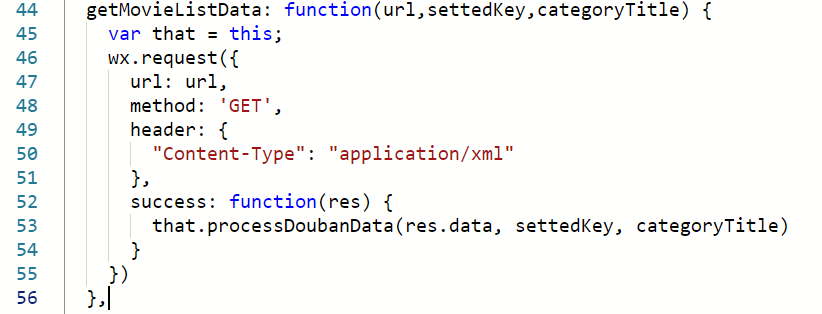 44 getMovieListData: function(url,settedKey,categoryTitle) {
45 var that = this;
46 wx.request({
47 url: url,
48 method: 'GET',
49 header: {
50 "Content-Type": "application/xml"
51 },
52 success: function(res) {
53 that.processDoubanData(res.data, settedKey, categoryTitle)
54 }
55 })
56 },